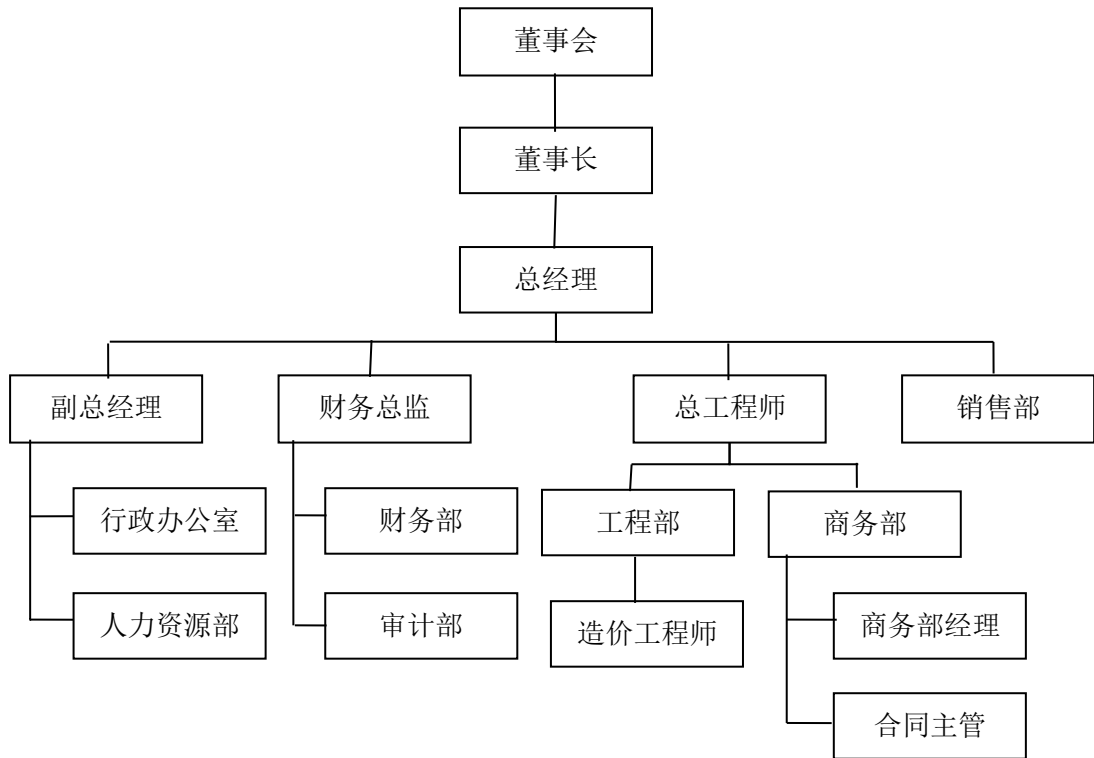 董事会
董事长
总经理
副总经理
财务总监
总工程师
销售部
行政办公室
财务部
工程部
商务部
人力资源部
审计部
造价工程师
商务部经理
合同主管